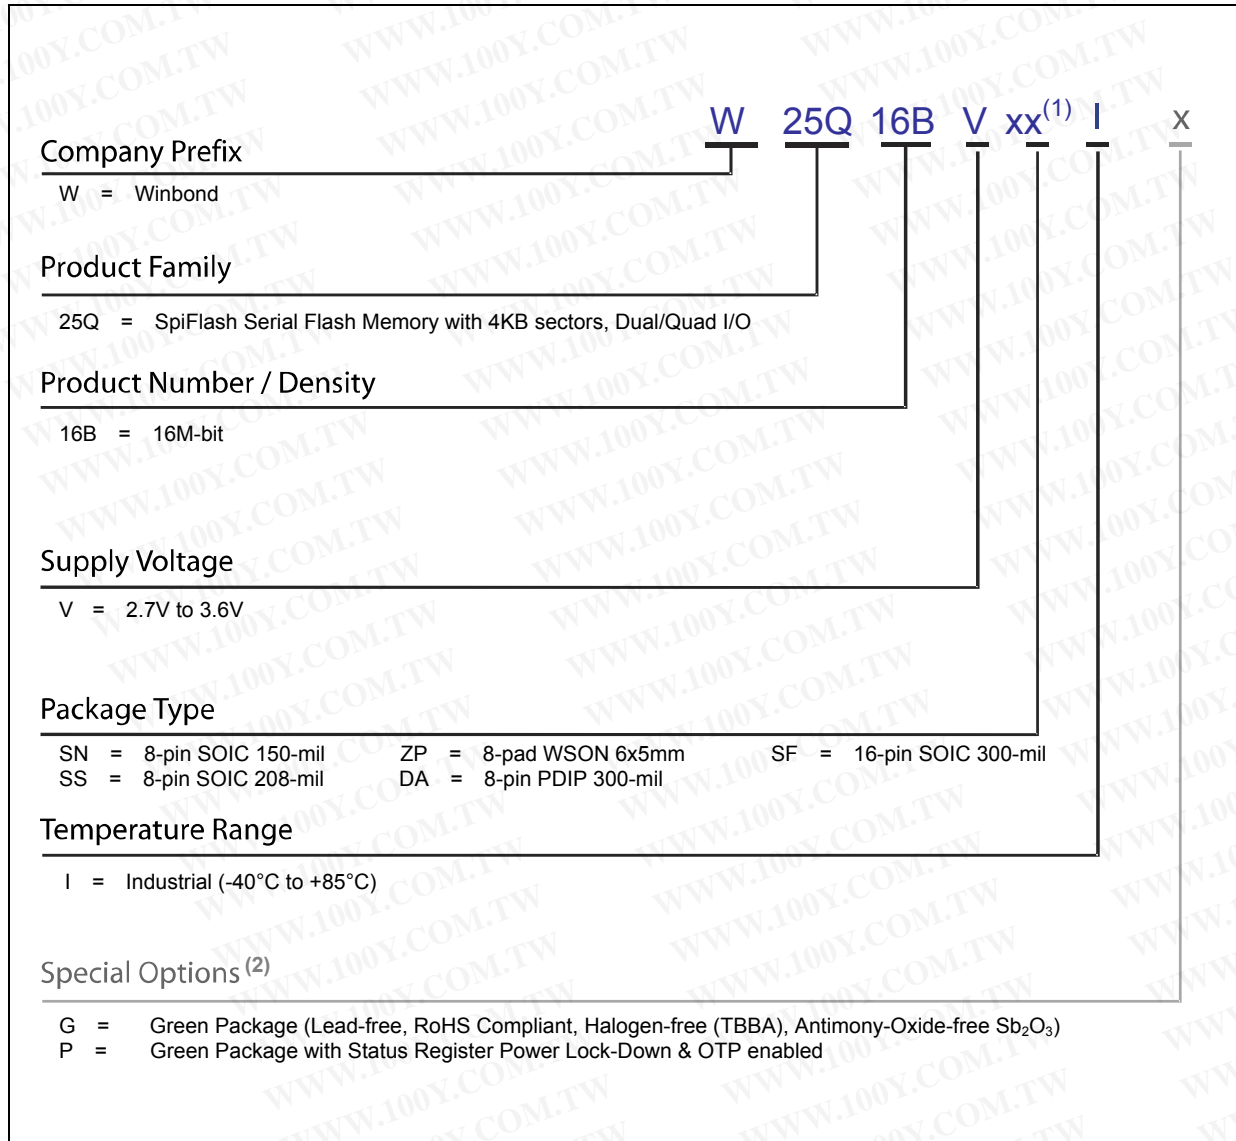 W 25Q 16B V xx(1) I x
Company Prefix
W = Winbond
Product Family
25Q = SpiFlash Serial Flash Memory with 4KB sectors, Dual/Quad I/O
Product Number / Density
16B = 16M-bit
Supply Voltage
V = 2.7V to 3.6V
Package Type
SN = 8-pin SOIC 150-mil ZP = 8-pad WSON 6x5mm SF = 16-pin SOIC 300-mil
SS = 8-pin SOIC 208-mil DA = 8-pin PDIP 300-mil
Temperature Range
I = Industrial (-40°C to +85°C)
Special Options (2)
G = Green Package (Lead-free, RoHS Compliant, Halogen-free (TBBA), Antimony-Oxide-free Sb₂O₃)
P = Green Package with Status Register Power Lock-Down & OTP enabled
WWW.100Y.COM.TW